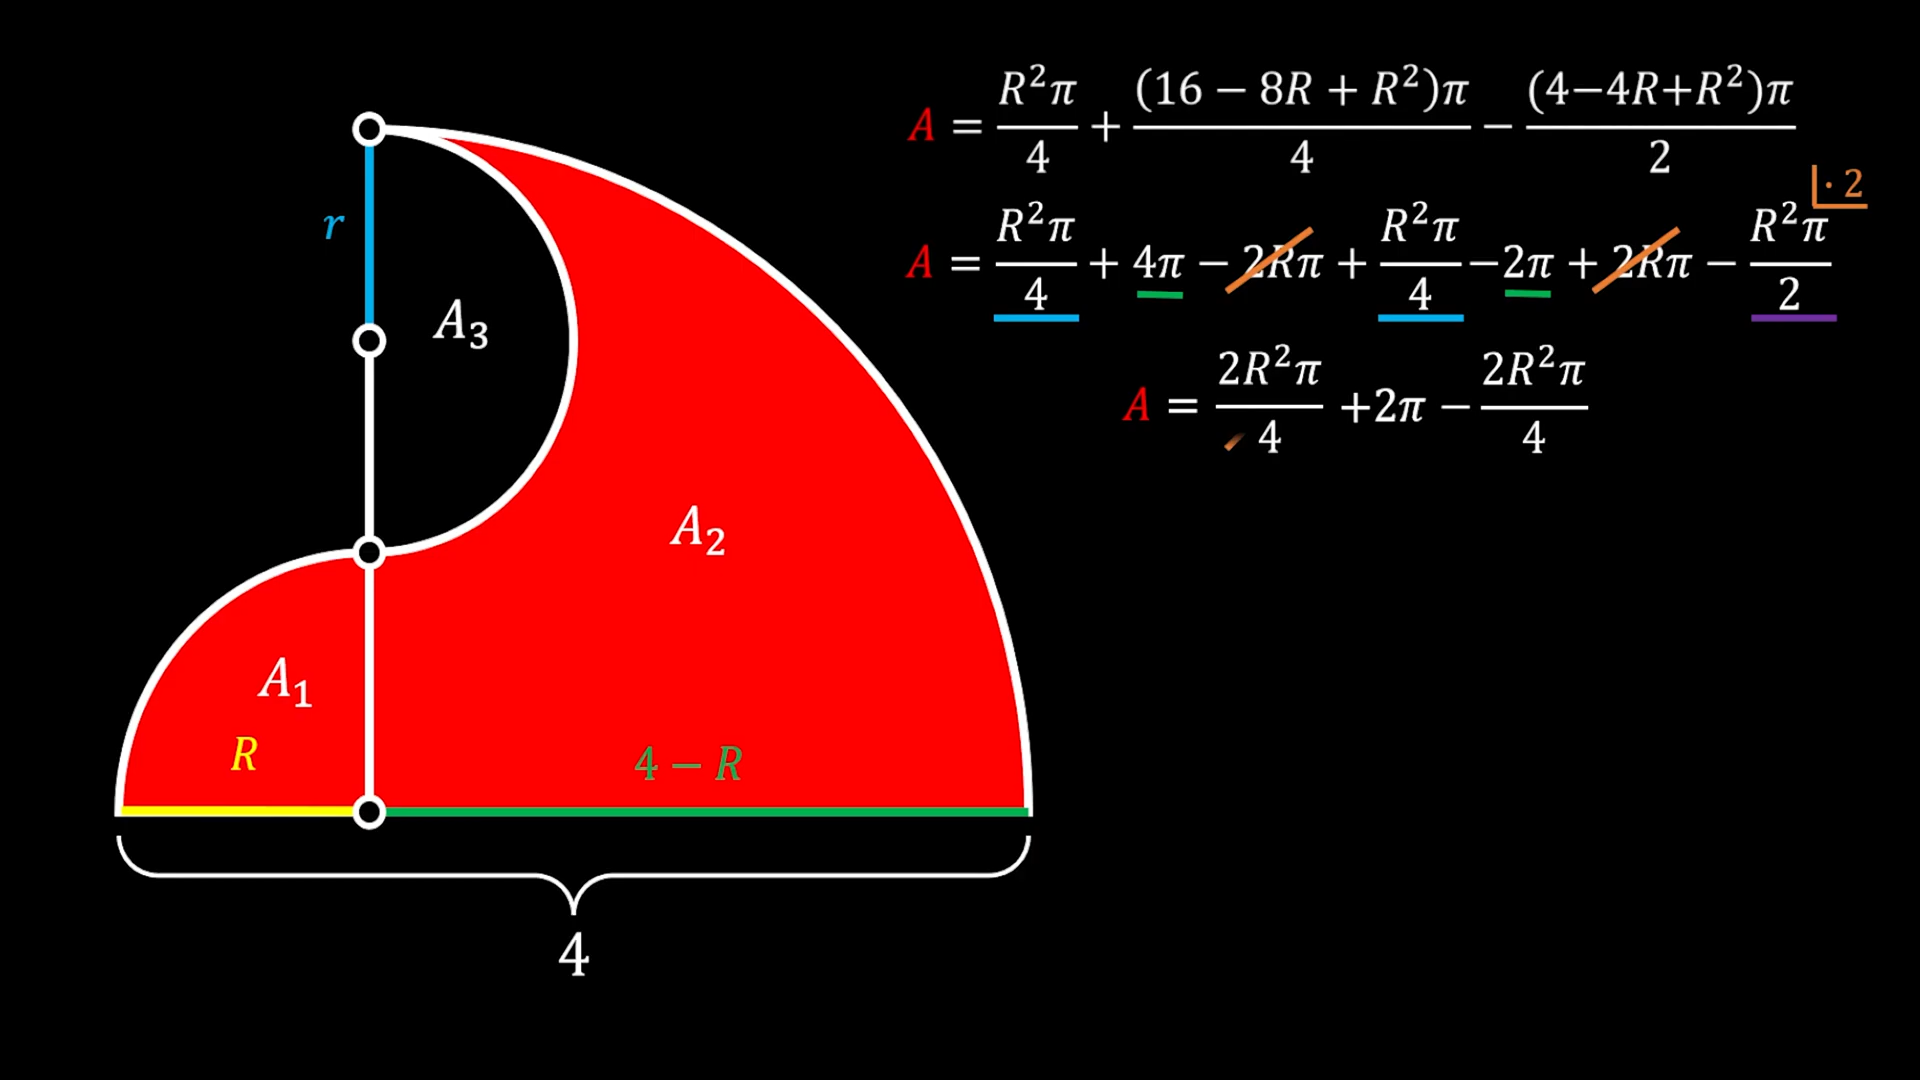 A = R²π/4 + (16 − 8R + R²)π/4 − (4−4R+R²)π/2
· 2
A = R²π/4 + 4π − 2Rπ + R²π/4 −2π + 2Rπ − R²π/2
A = 2R²π/4 +2π − 2R²π/4
r
A₃
A₂
A₁
R
4 − R
4